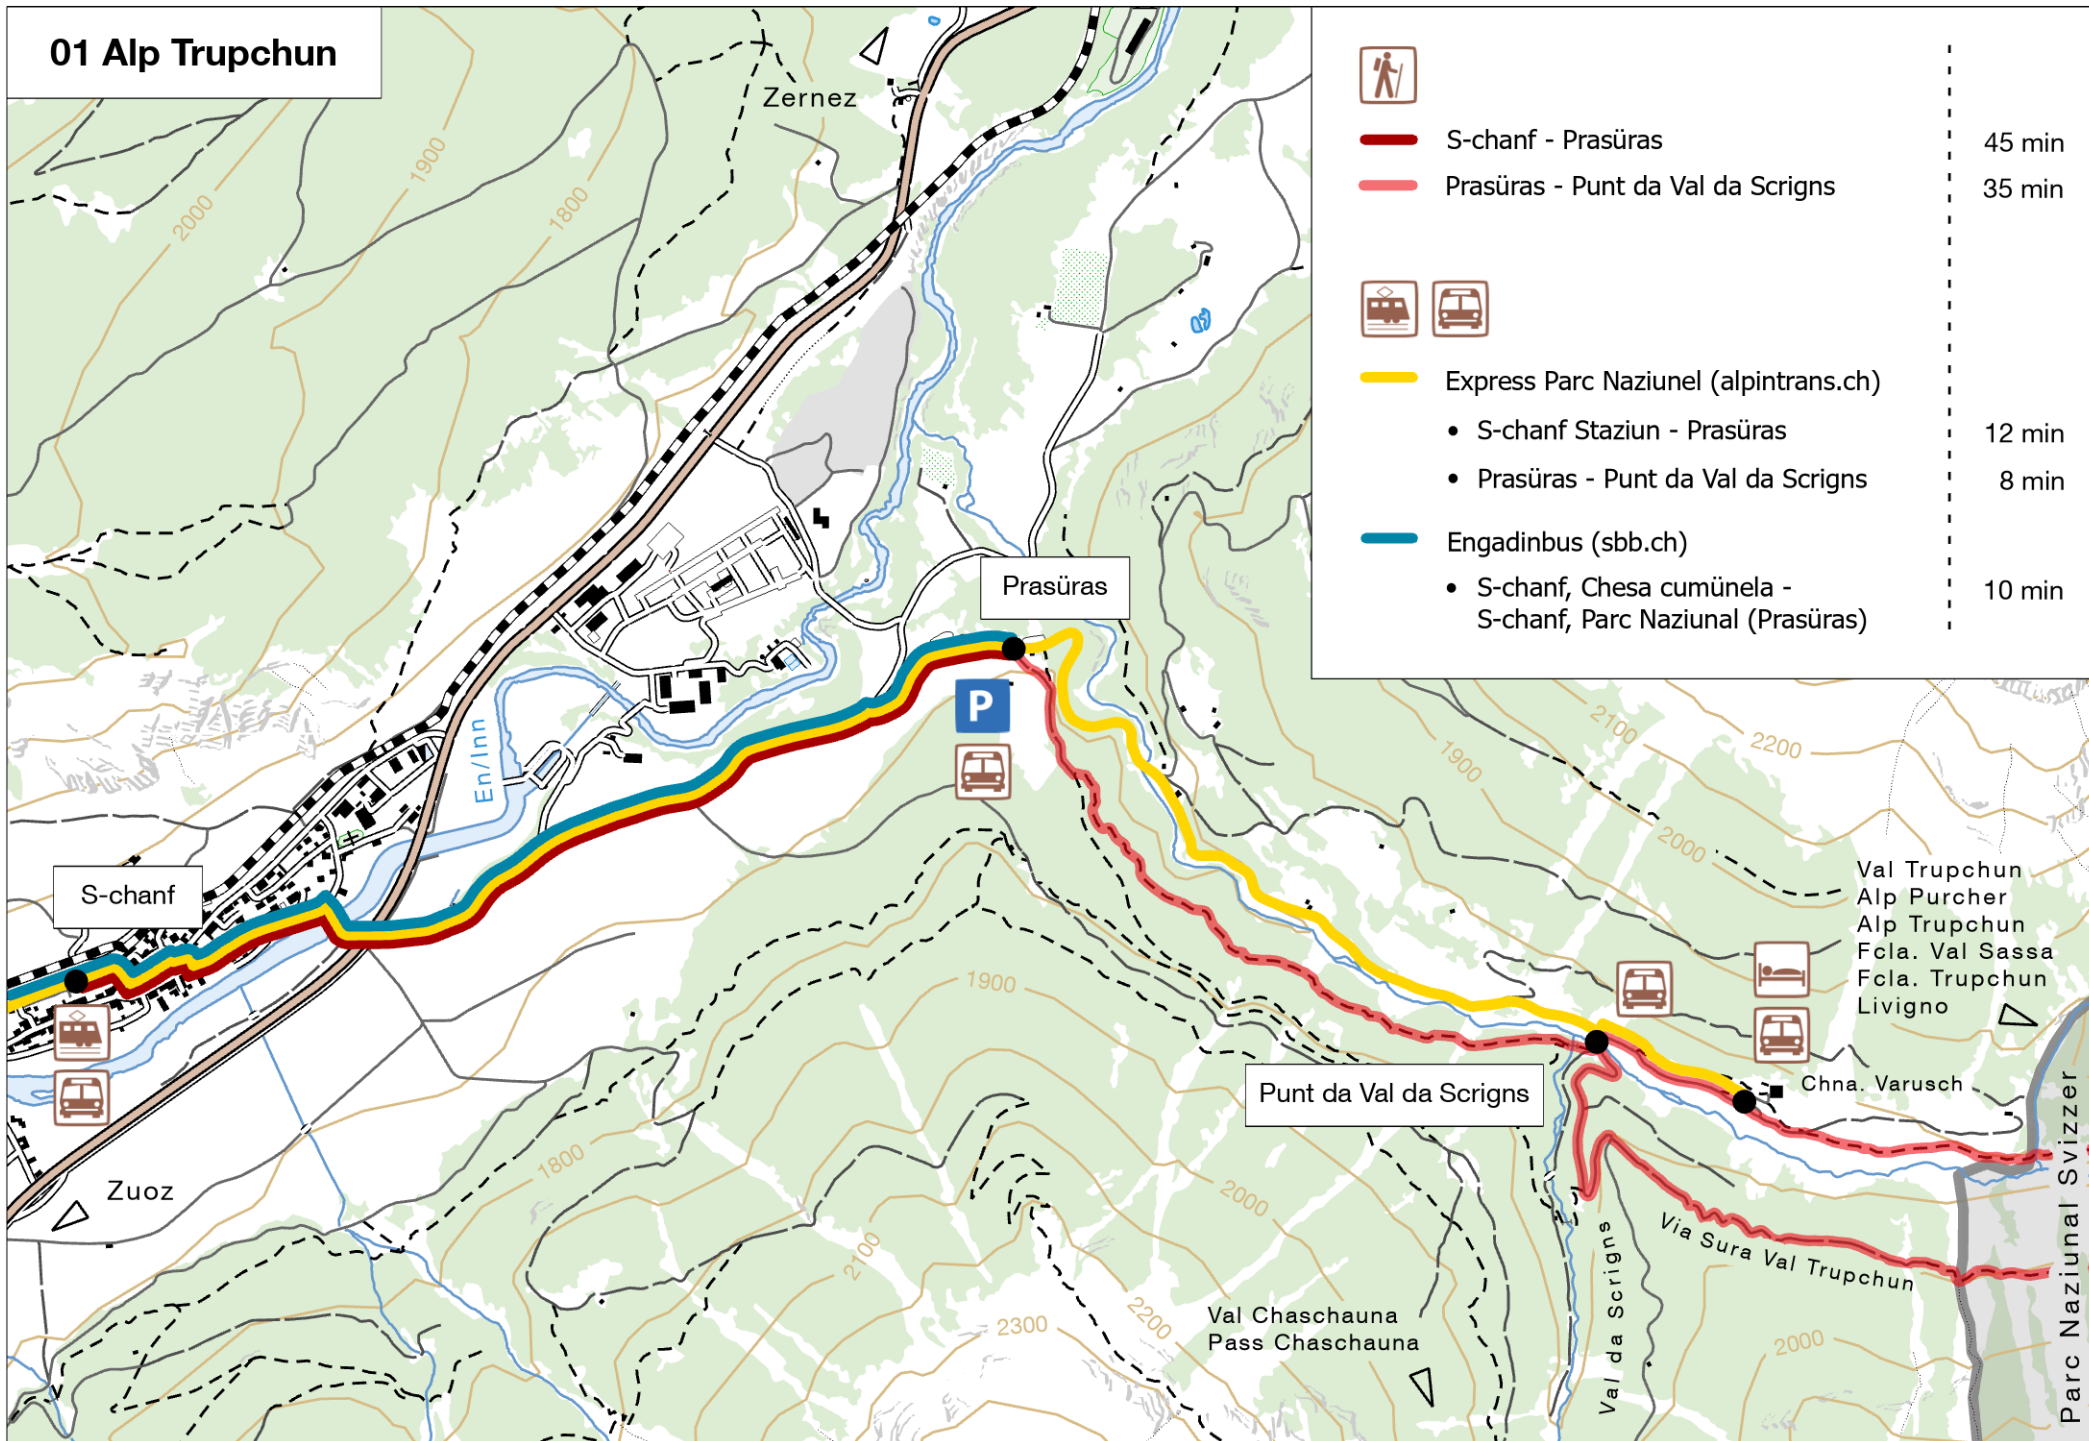 01 Alp Trupchun
S-chanf - Prasüras
45 min
Prasüras - Punt da Val da Scrigns
35 min
Express Parc Naziunel (alpintrans.ch)
• S-chanf Staziun - Prasüras
12 min
• Prasüras - Punt da Val da Scrigns
8 min
Engadinbus (sbb.ch)
• S-chanf, Chesa cumünela -
S-chanf, Parc Naziunal (Prasüras)
10 min
Zernez
1900
2000
1800
Prasüras
P
En/Inn
S-chanf
2100
2200
1900
2000
Val Trupchun
Alp Purcher
Alp Trupchun
Fcla. Val Sassa
Fcla. Trupchun
Livigno
1900
Punt da Val da Scrigns
Chna. Varusch
Parc Naziunal Svizzer
1800
Zuoz
2000
2100
2200
2300
Val Chaschauna
Pass Chaschauna
Val da Scrigns
Via Sura Val Trupchun
2000